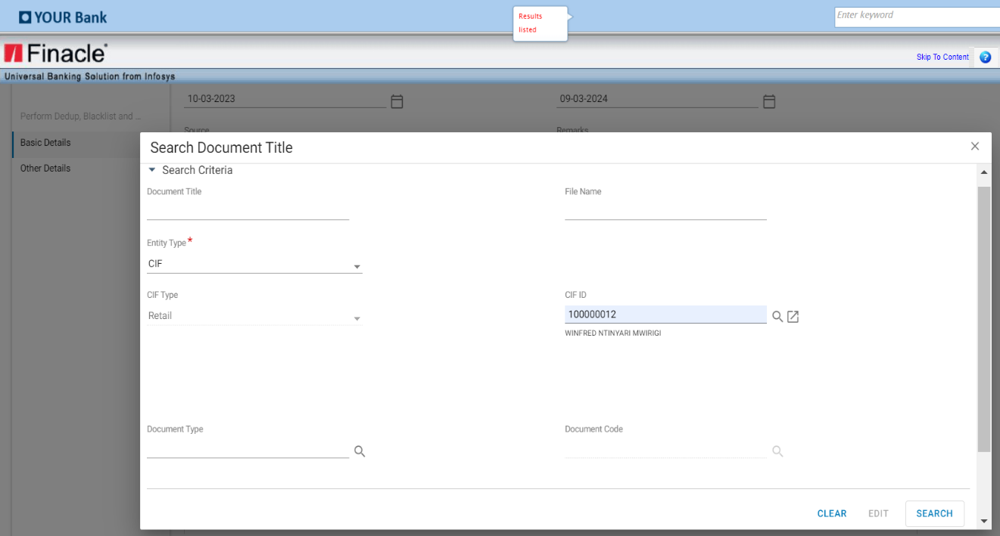 YOUR Bank
Results
listed
Enter keyword
Finacle
Skip To Content
?
Universal Banking Solution from Infosys
10-03-2023
09-03-2024
Perform Dedup, Blacklist and ...
Source
Remarks
Basic Details
Other Details
Search Document Title
Search Criteria
Document Title
File Name
Entity Type *
CIF
CIF Type
CIF ID
Retail
100000012
WINFRED NTINYARI MWIRIGI
Document Type
Document Code
CLEAR
EDIT
SEARCH